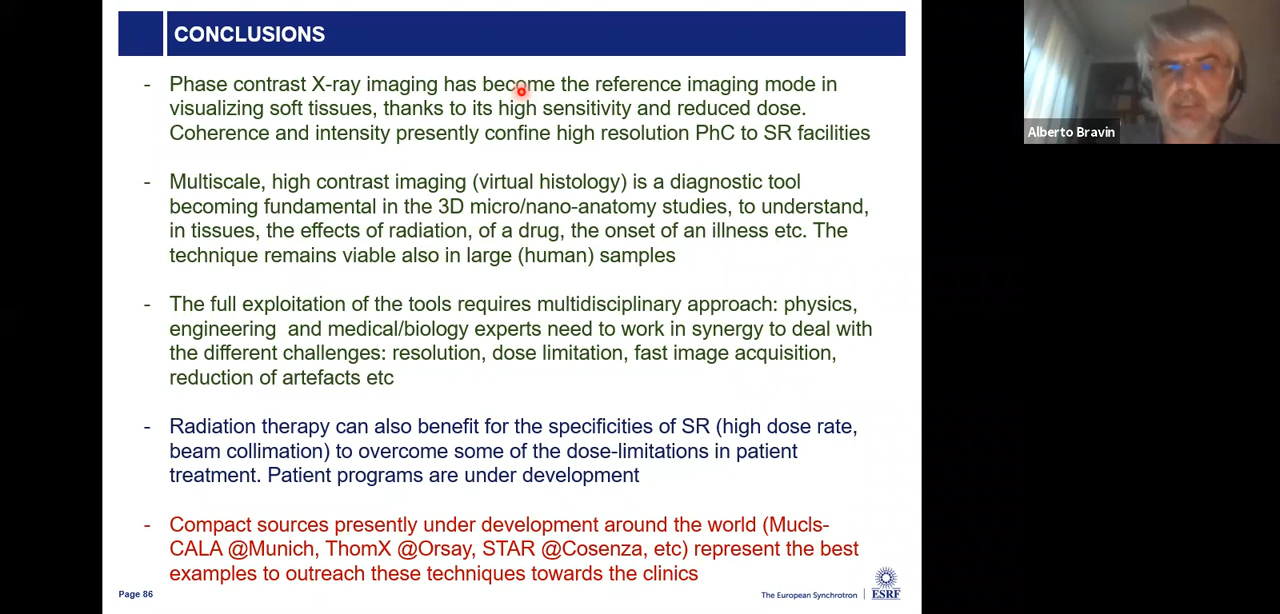 CONCLUSIONS
- Phase contrast X-ray imaging has become the reference imaging mode in
visualizing soft tissues, thanks to its high sensitivity and reduced dose.
Coherence and intensity presently confine high resolution PhC to SR facilities
- Multiscale, high contrast imaging (virtual histology) is a diagnostic tool
becoming fundamental in the 3D micro/nano-anatomy studies, to understand,
in tissues, the effects of radiation, of a drug, the onset of an illness etc. The
technique remains viable also in large (human) samples
- The full exploitation of the tools requires multidisciplinary approach: physics,
engineering and medical/biology experts need to work in synergy to deal with
the different challenges: resolution, dose limitation, fast image acquisition,
reduction of artefacts etc
- Radiation therapy can also benefit for the specificities of SR (high dose rate,
beam collimation) to overcome some of the dose-limitations in patient
treatment. Patient programs are under development
- Compact sources presently under development around the world (Mucls-
CALA @Munich, ThomX @Orsay, STAR @Cosenza, etc) represent the best
examples to outreach these techniques towards the clinics
Page 86
The European Synchrotron
ESRF
Alberto Bravin